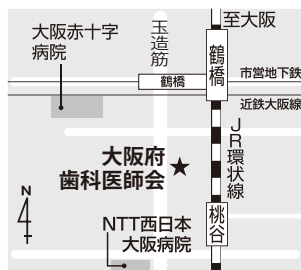 至大阪
大阪赤十字
病院
玉造筋
鶴橋
鶴橋
市営地下鉄
近鉄大阪線
JR環状線
大阪府
歯科医師会
★
N
桃谷
NTT西日本
大阪病院